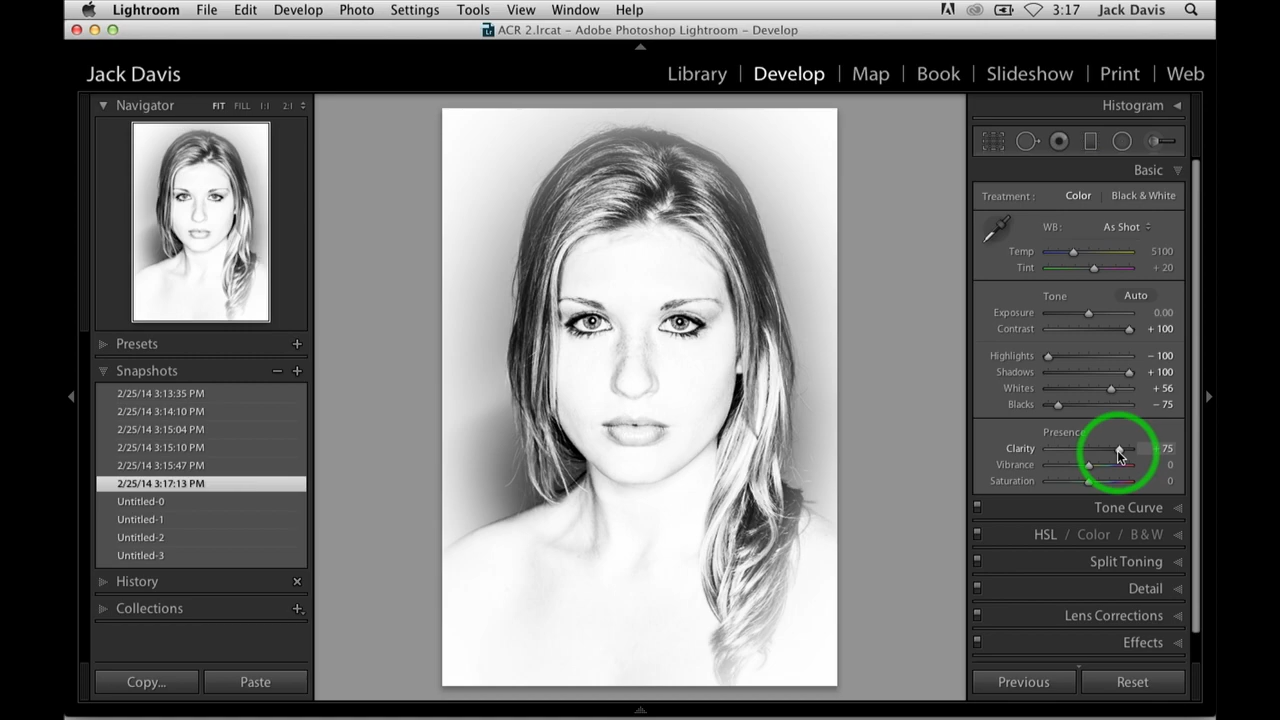 Lightroom File Edit Develop Photo Settings Tools View Window Help 3:17 Jack Davis
ACR 2.lrcat – Adobe Photoshop Lightroom – Develop
Jack Davis
Library | Develop | Map | Book | Slideshow | Print | Web
Navigator FIT FILL 1:1 2:1
Presets
Snapshots
2/25/14 3:13:35 PM
2/25/14 3:14:10 PM
2/25/14 3:15:04 PM
2/25/14 3:15:10 PM
2/25/14 3:15:47 PM
2/25/14 3:17:13 PM
Untitled-0
Untitled-1
Untitled-2
Untitled-3
History
Collections
Copy... Paste
Histogram
Basic
Treatment : Color | Black & White
WB: As Shot
Temp 5100
Tint + 20
Tone Auto
Exposure 0.00
Contrast + 100
Highlights – 100
Shadows + 100
Whites + 56
Blacks – 75
Presence
Clarity + 75
Vibrance 0
Saturation 0
Tone Curve
HSL / Color / B & W
Split Toning
Detail
Lens Corrections
Effects
Previous Reset